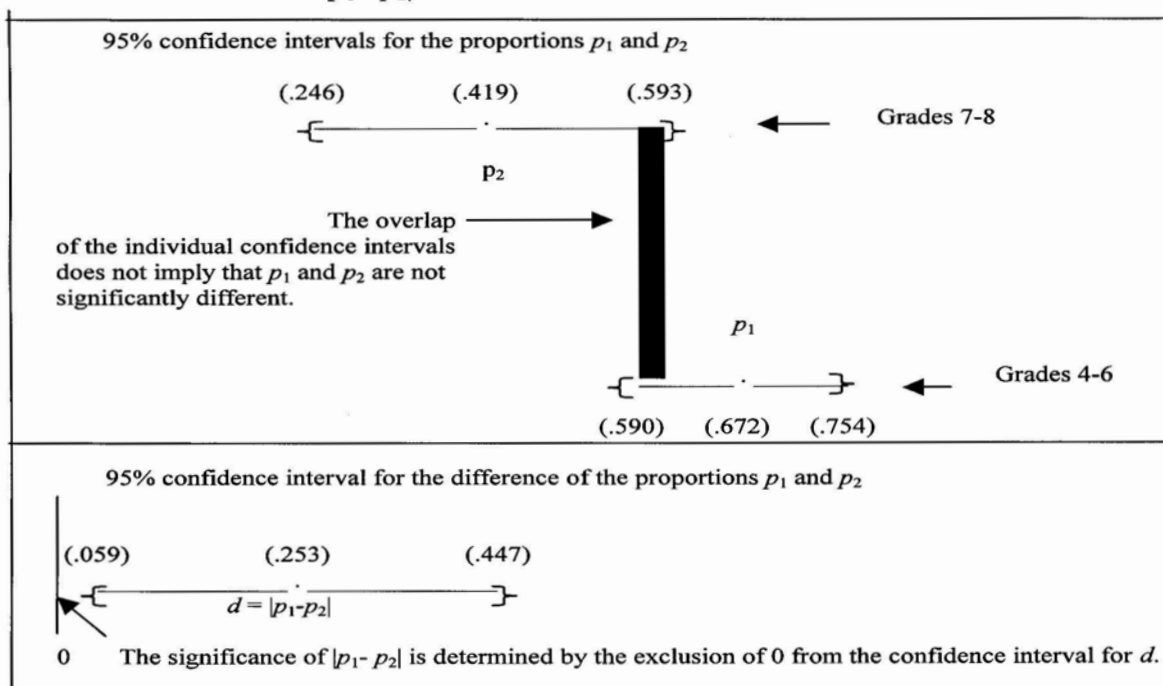 95% confidence intervals for the proportions p₁ and p₂
(.246) (.419) (.593)
Grades 7-8
p₂
The overlap
of the individual confidence intervals
does not imply that p₁ and p₂ are not
significantly different.
p₁
Grades 4-6
(.590) (.672) (.754)
95% confidence interval for the difference of the proportions p₁ and p₂
(.059) (.253) (.447)
d = |p₁-p₂|
0 The significance of |p₁- p₂| is determined by the exclusion of 0 from the confidence interval for d.